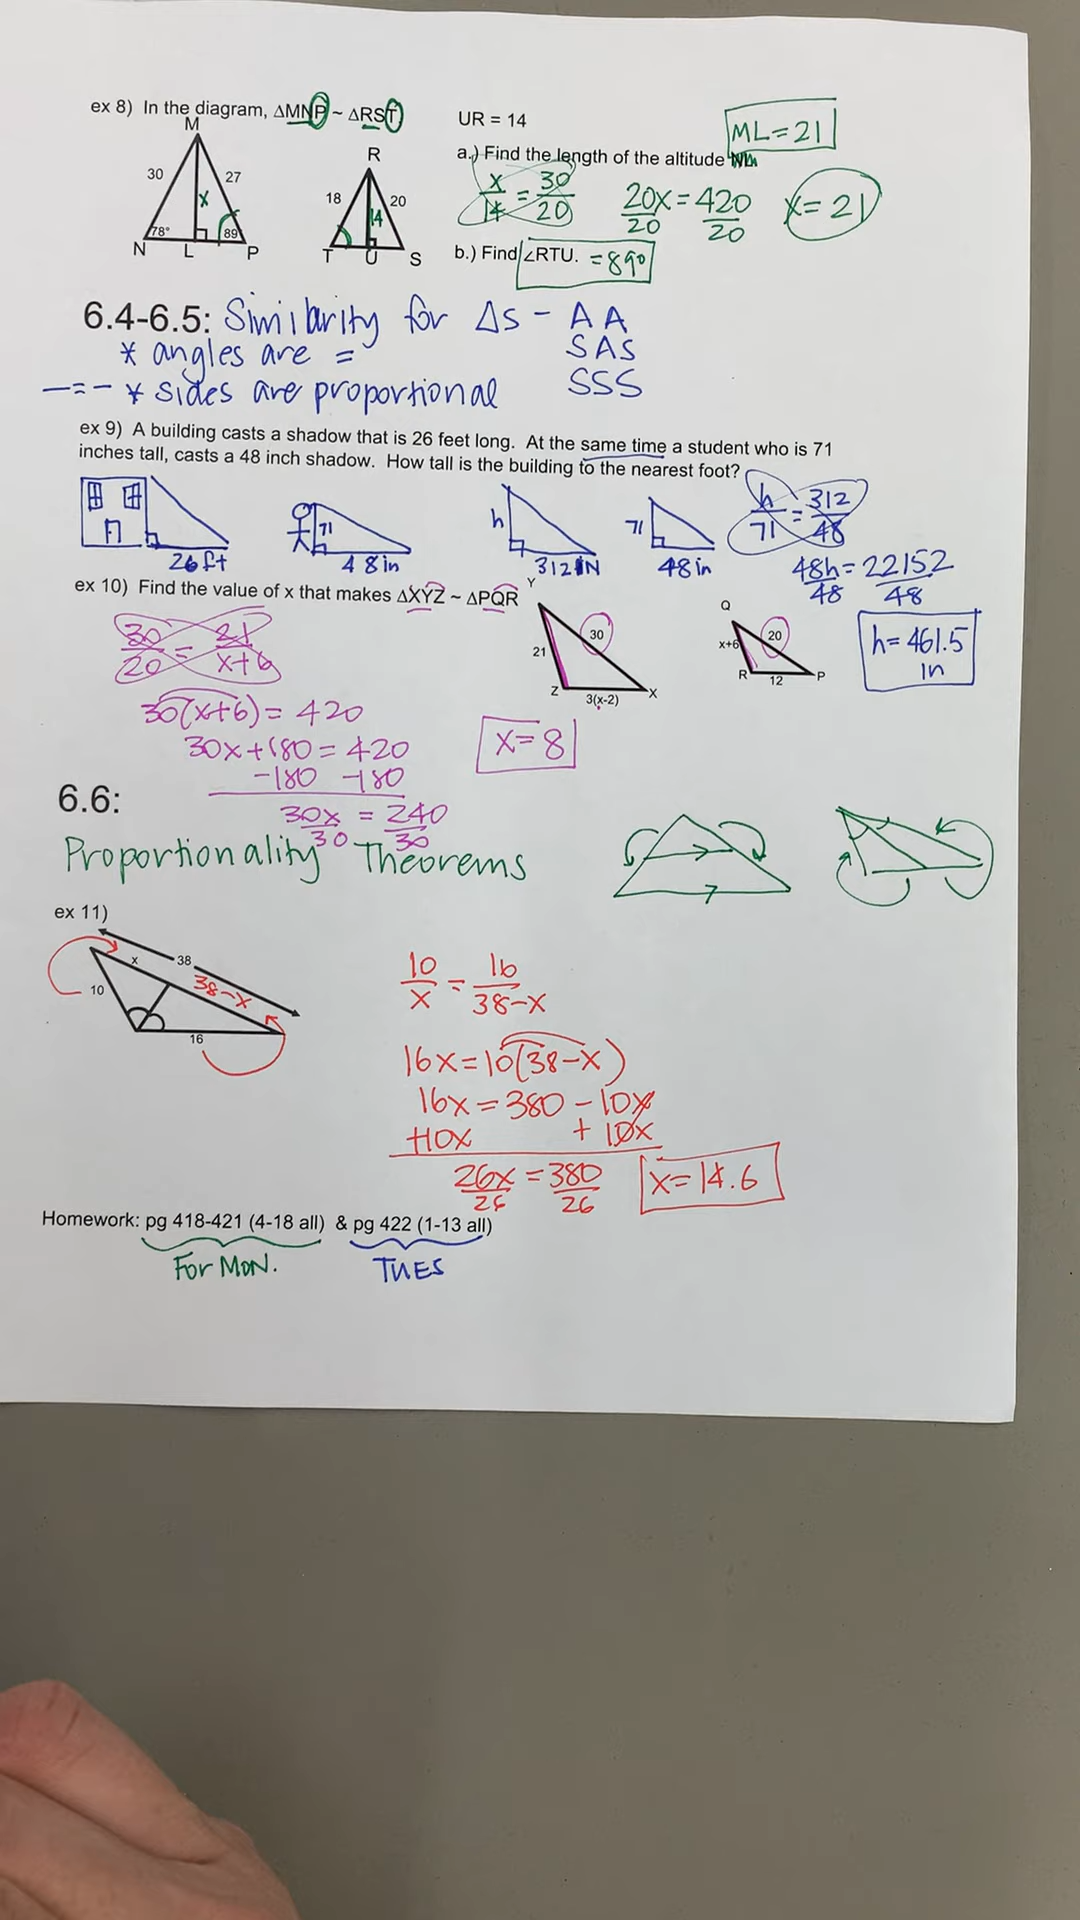 ex 8) In the diagram, ΔMNP ~ ΔRST
UR = 14
ML=21
a.) Find the length of the altitude
M
30
27
x
78°
89
N
L
P
R
18
20
14
T
U
S
x/14 = 30/20
20x=420
20 20
x=21
b.) Find ∠RTU. =89°
6.4-6.5: Similarity for Δs - AA
* angles are =
SAS
-=- * sides are proportional
SSS
ex 9) A building casts a shadow that is 26 feet long. At the same time a student who is 71
inches tall, casts a 48 inch shadow. How tall is the building to the nearest foot?
26ft
71
48in
h
312IN
71
48in
h/71 = 312/48
48h=22152
48 48
h=461.5
in
ex 10) Find the value of x that makes ΔXYZ ~ ΔPQR
Y
21
30
Z
3(x-2)
X
Q
x+6
20
R
12
P
30/20 = 21/x+6
30(x+6)=420
30x+180=420
-180 -180
30x = 240
30 30
x=8
6.6:
Proportionality Theorems
ex 11)
x
38
38-x
10
16
10/x = 16/38-x
16x=10(38-x)
16x=380-10x
+10x +10x
26x=380
26 26
x=14.6
Homework: pg 418-421 (4-18 all) & pg 422 (1-13 all)
For MON.
TUES